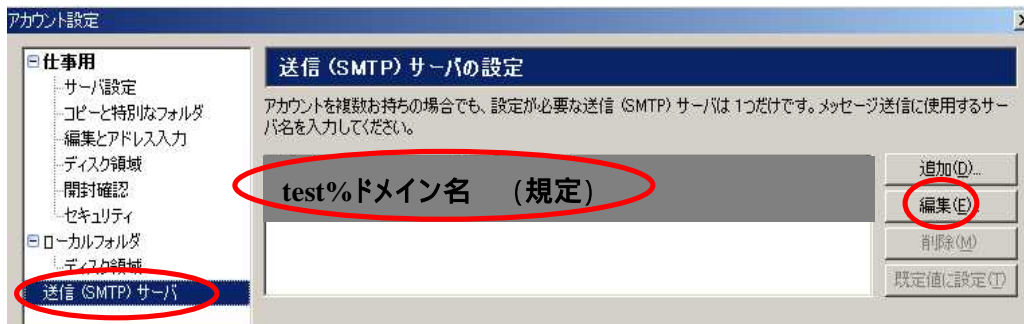 アカウント設定
仕事用
サーバ設定
コピーと特別なフォルダ
編集とアドレス入力
ディスク領域
開封確認
セキュリティ
ローカルフォルダ
ディスク領域
送信 (SMTP) サーバ
送信 (SMTP) サーバの設定
アカウントを複数お持ちの場合でも、設定が必要な送信 (SMTP) サーバは 1つだけです。メッセージ送信に使用するサー
バ名を入力してください。
test%ドメイン名 (規定)
追加(D)...
編集(E)...
削除(M)
既定値に設定(T)